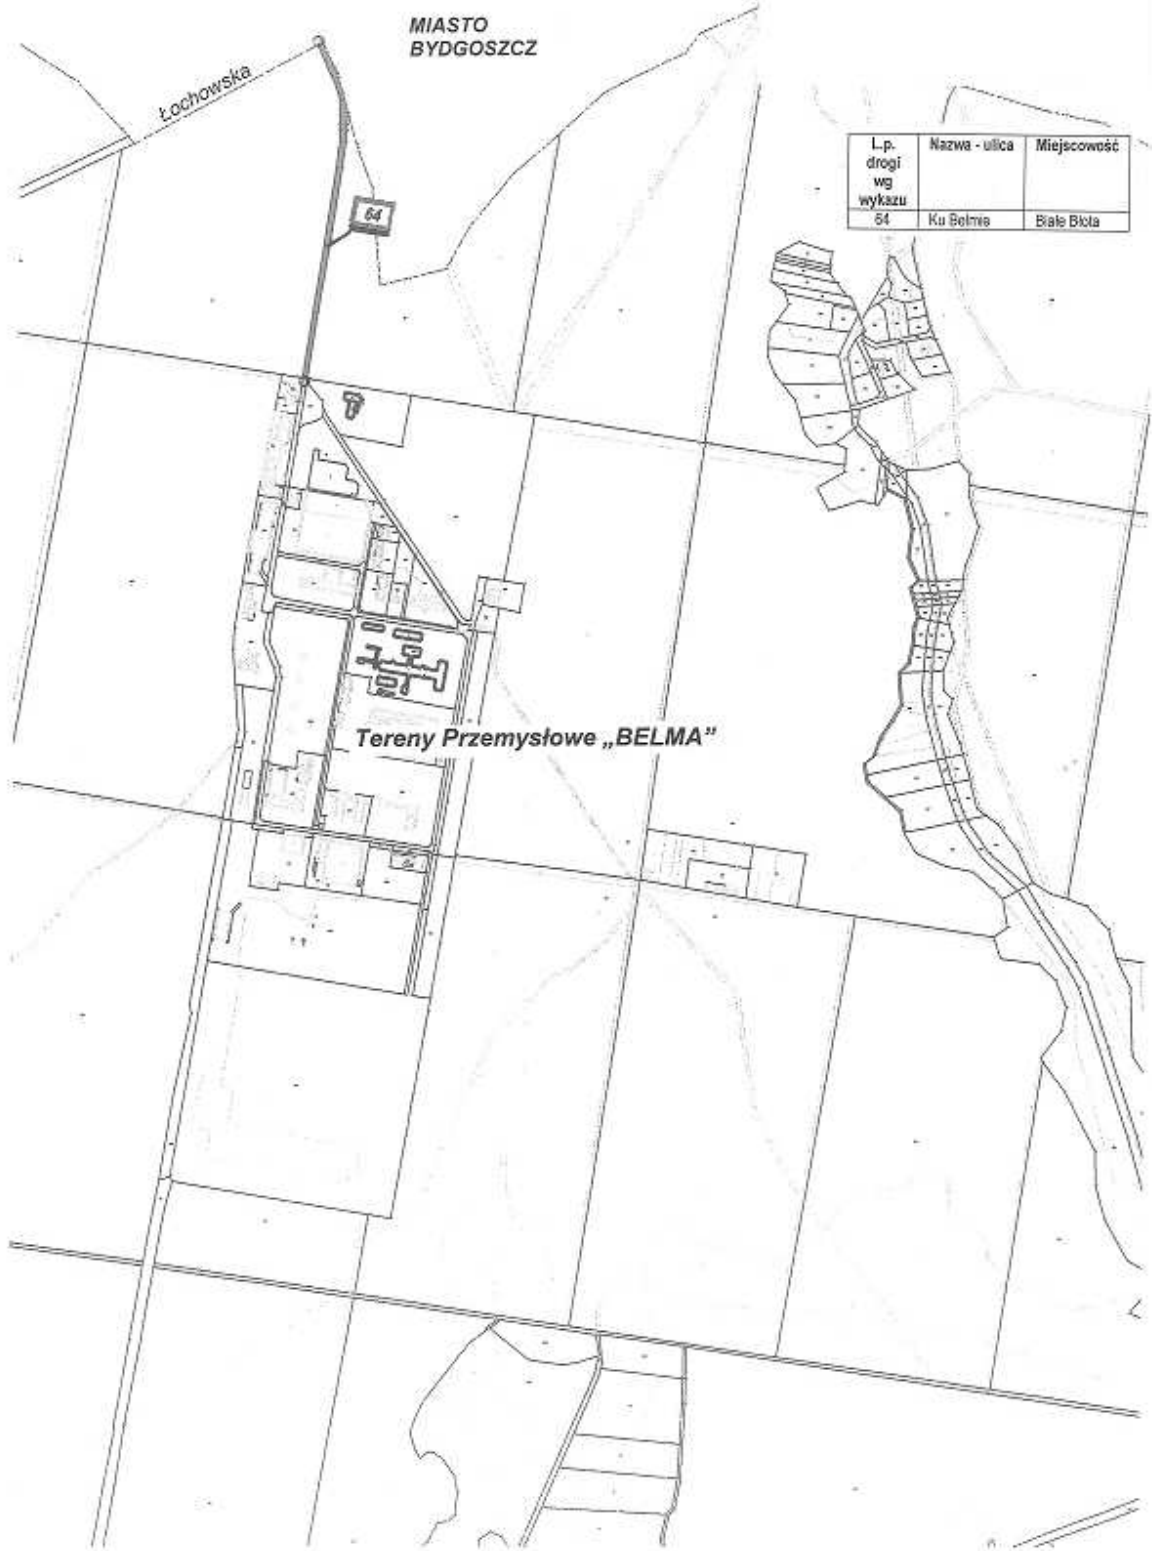 MIASTO
BYDGOSZCZ
Łochowska
64
L.p.
drogi
wg
wykazu
Nazwa - ulica
Miejscowość
64
Ku Belmie
Białe Błota
Tereny Przemysłowe „BELMA”